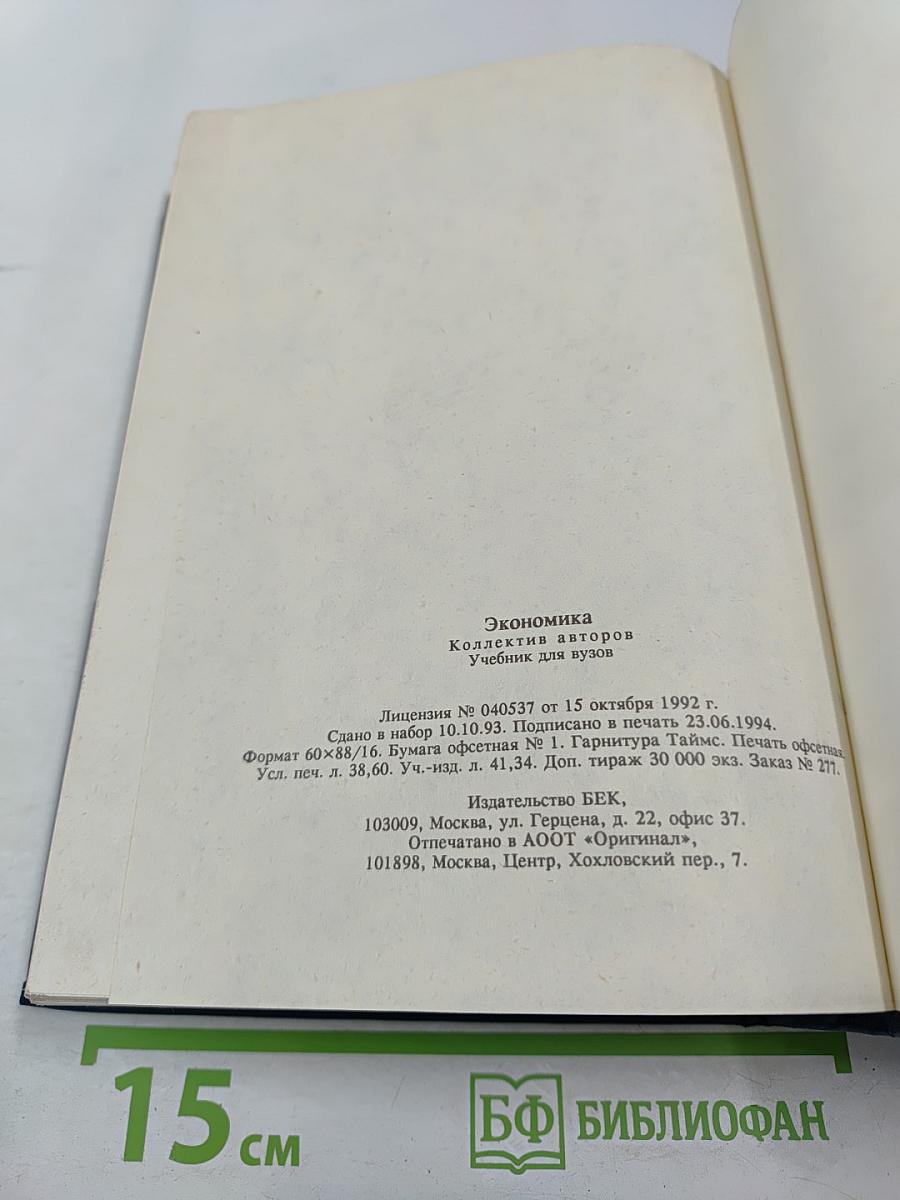 Экономика
Коллектив авторов
Учебник для вузов
Лицензия № 040537 от 15 октября 1992 г.
Сдано в набор 10.10.93. Подписано в печать 23.06.1994.
Формат 60×88/16. Бумага офсетная № 1. Гарнитура Таймс. Печать офсетная.
Усл. печ. л. 38,60. Уч.-изд. л. 41,34. Доп. тираж 30 000 экз. Заказ № 277.
Издательство БЕК,
103009, Москва, ул. Герцена, д. 22, офис 37.
Отпечатано в АООТ «Оригинал»,
101898, Москва, Центр, Хохловский пер., 7.
15 см
БФ БИБЛИОФАН